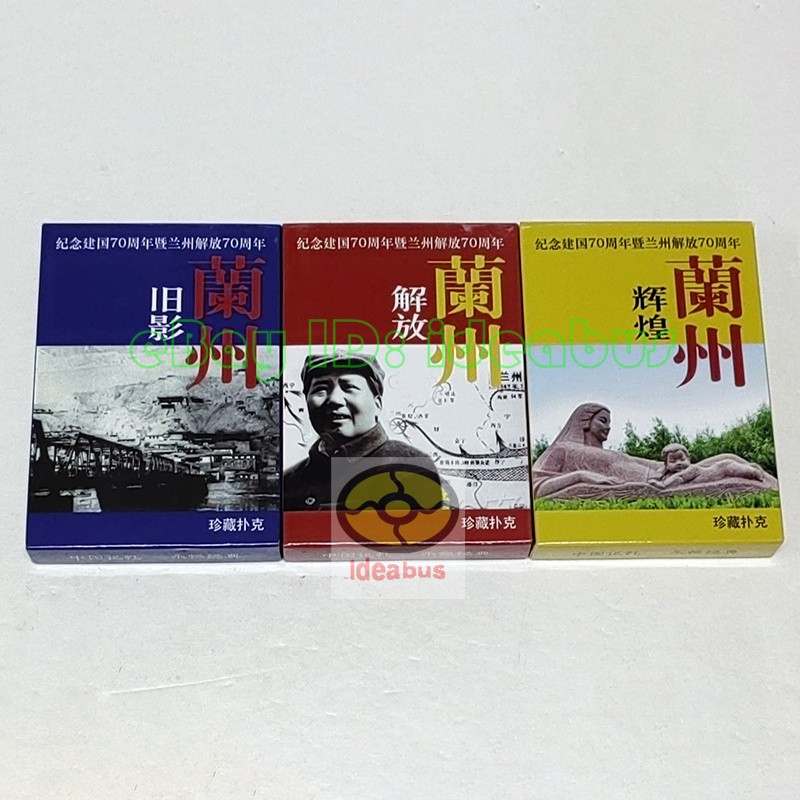 纪念建国70周年暨兰州解放70周年
蘭州
旧影
珍藏扑克
纪念建国70周年暨兰州解放70周年
蘭州
解放
兰州
珍藏扑克
纪念建国70周年暨兰州解放70周年
蘭州
辉煌
珍藏扑克
eBay ID: ideabus
ideabus